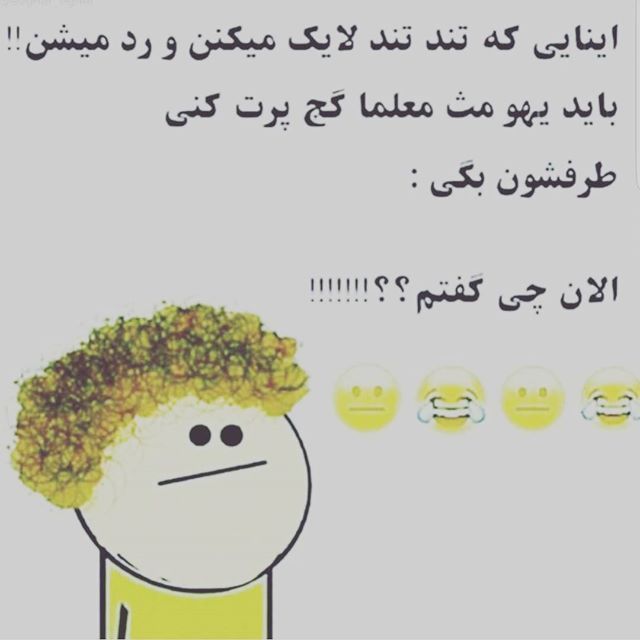 اینایی که تند تند لایک میکنن و رد میشن!!
باید یهو مث معلما گچ پرت کنی
طرفشون بگی :
الان چی گفتم؟؟!!!!!!!